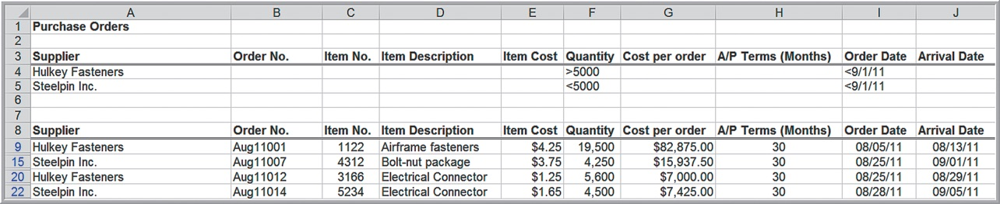 A B C D E F G H I J
1 Purchase Orders
2
3 Supplier Order No. Item No. Item Description Item Cost Quantity Cost per order A/P Terms (Months) Order Date Arrival Date
4 Hulkey Fasteners >5000 <9/1/11
5 Steelpin Inc. <5000 <9/1/11
6
7
8 Supplier Order No. Item No. Item Description Item Cost Quantity Cost per order A/P Terms (Months) Order Date Arrival Date
9 Hulkey Fasteners Aug11001 1122 Airframe fasteners $4.25 19,500 $82,875.00 30 08/05/11 08/13/11
15 Steelpin Inc. Aug11007 4312 Bolt-nut package $3.75 4,250 $15,937.50 30 08/25/11 09/01/11
20 Hulkey Fasteners Aug11012 3166 Electrical Connector $1.25 5,600 $7,000.00 30 08/25/11 08/29/11
22 Steelpin Inc. Aug11014 5234 Electrical Connector $1.65 4,500 $7,425.00 30 08/28/11 09/05/11